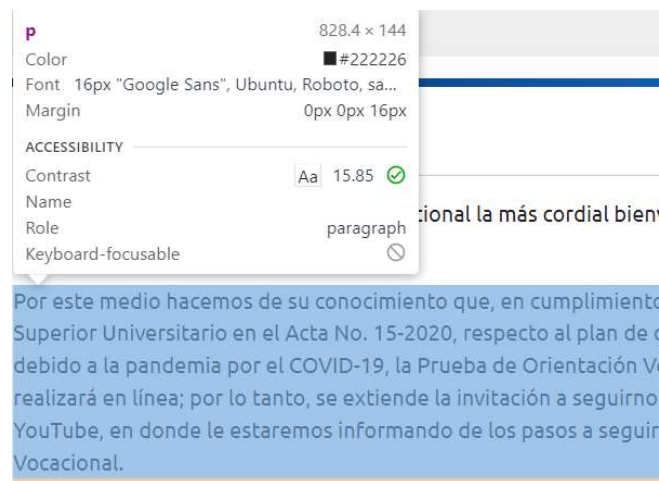 p 828.4 × 144
Color #222226
Font 16px "Google Sans", Ubuntu, Roboto, sa...
Margin 0px 0px 16px
ACCESSIBILITY
Contrast Aa 15.85
Name
Role paragraph
Keyboard-focusable
cional la más cordial bienv
Por este medio hacemos de su conocimiento que, en cumplimiento
Superior Universitario en el Acta No. 15-2020, respecto al plan de
debido a la pandemia por el COVID-19, la Prueba de Orientación V
realizará en línea; por lo tanto, se extiende la invitación a seguirno
YouTube, en donde le estaremos informando de los pasos a seguir
Vocacional.